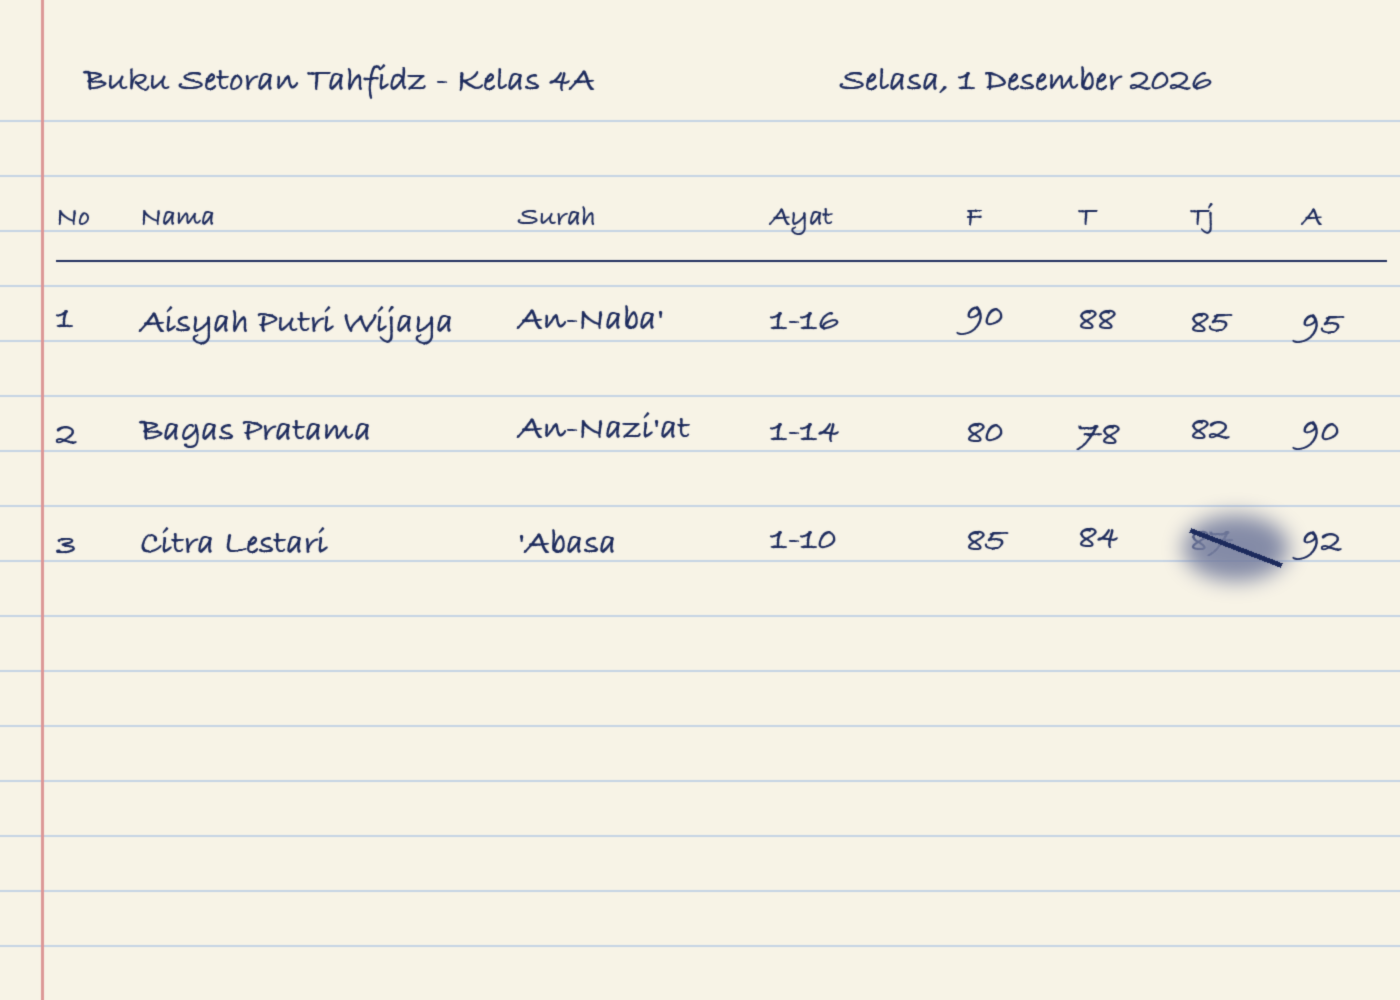 Buku Setoran Tahfidz - Kelas 4A Selasa, 1 Desember 2026
No Nama Surah Ayat F T Tj A
1 Aisyah Putri Wijaya An-Naba' 1-16 90 88 85 95
2 Bagas Pratama An-Nazi'at 1-14 80 78 82 90
3 Citra Lestari 'Abasa 1-10 85 84 92